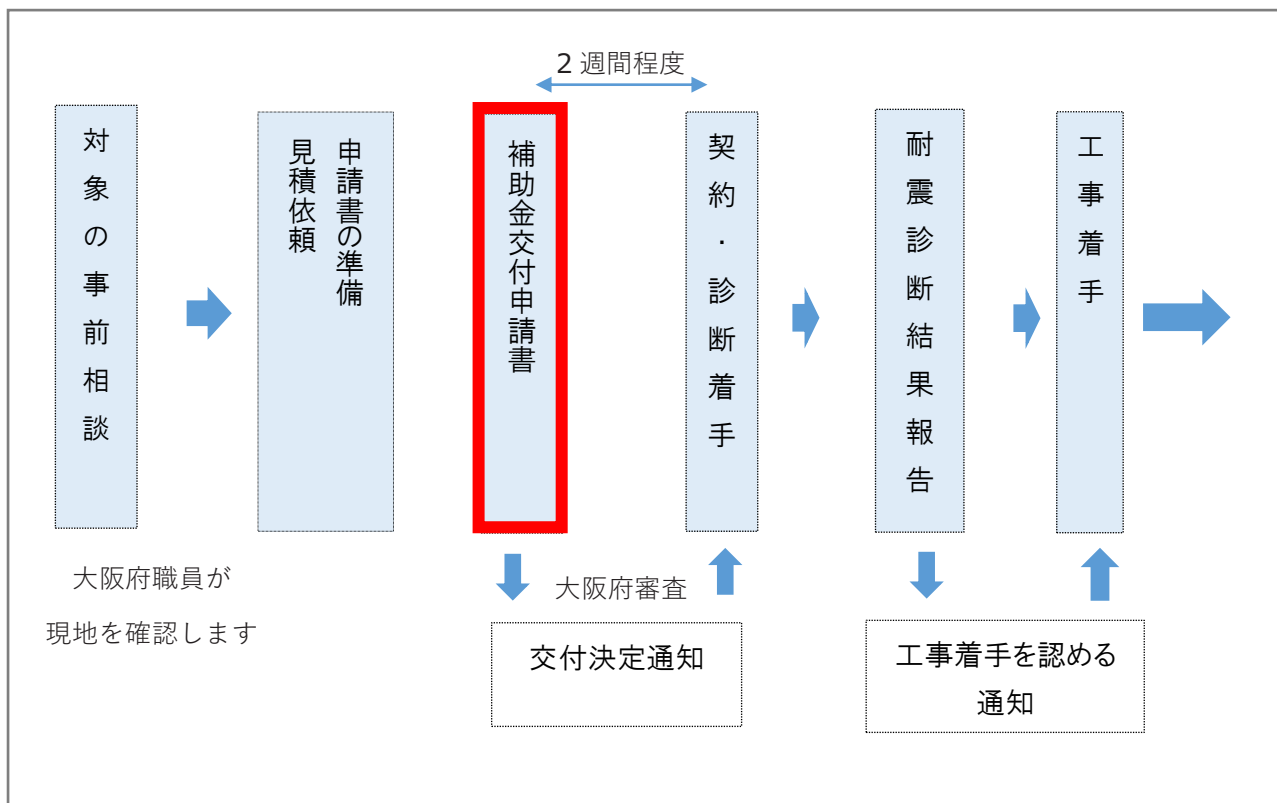 2週間程度
対象の事前相談
申請書の準備
見積依頼
補助金交付申請書
契約・診断着手
耐震診断結果報告
工事着手
大阪府職員が
現地を確認します
大阪府審査
交付決定通知
工事着手を認める
通知